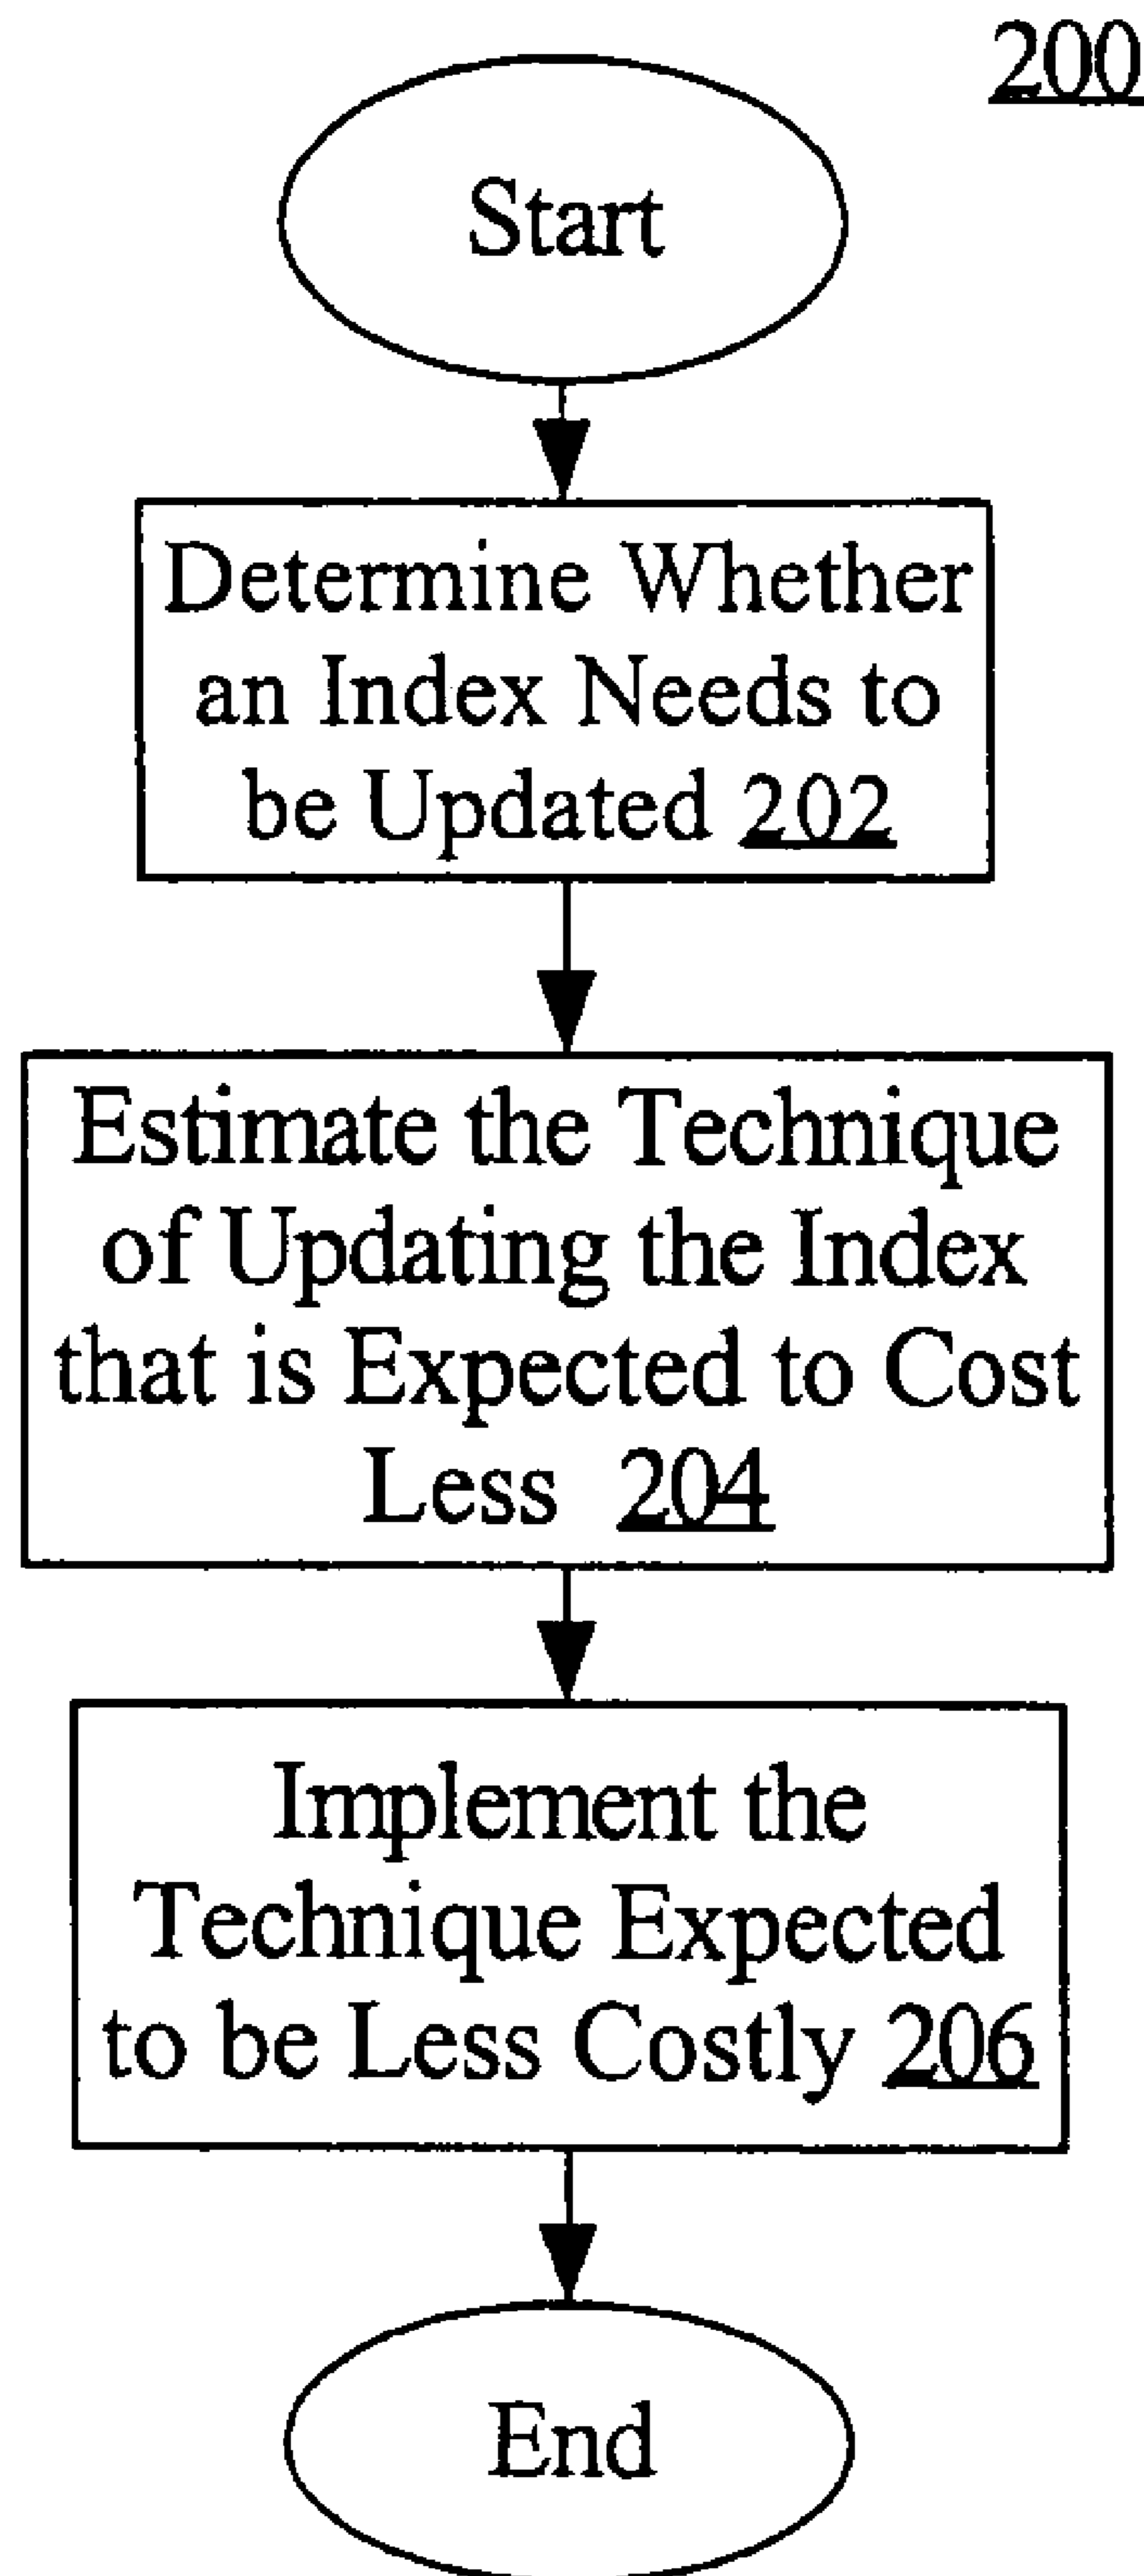 200
Start
Determine Whether
an Index Needs to
be Updated 202
Estimate the Technique
of Updating the Index
that is Expected to Cost
Less 204
Implement the
Technique Expected
to be Less Costly 206
End